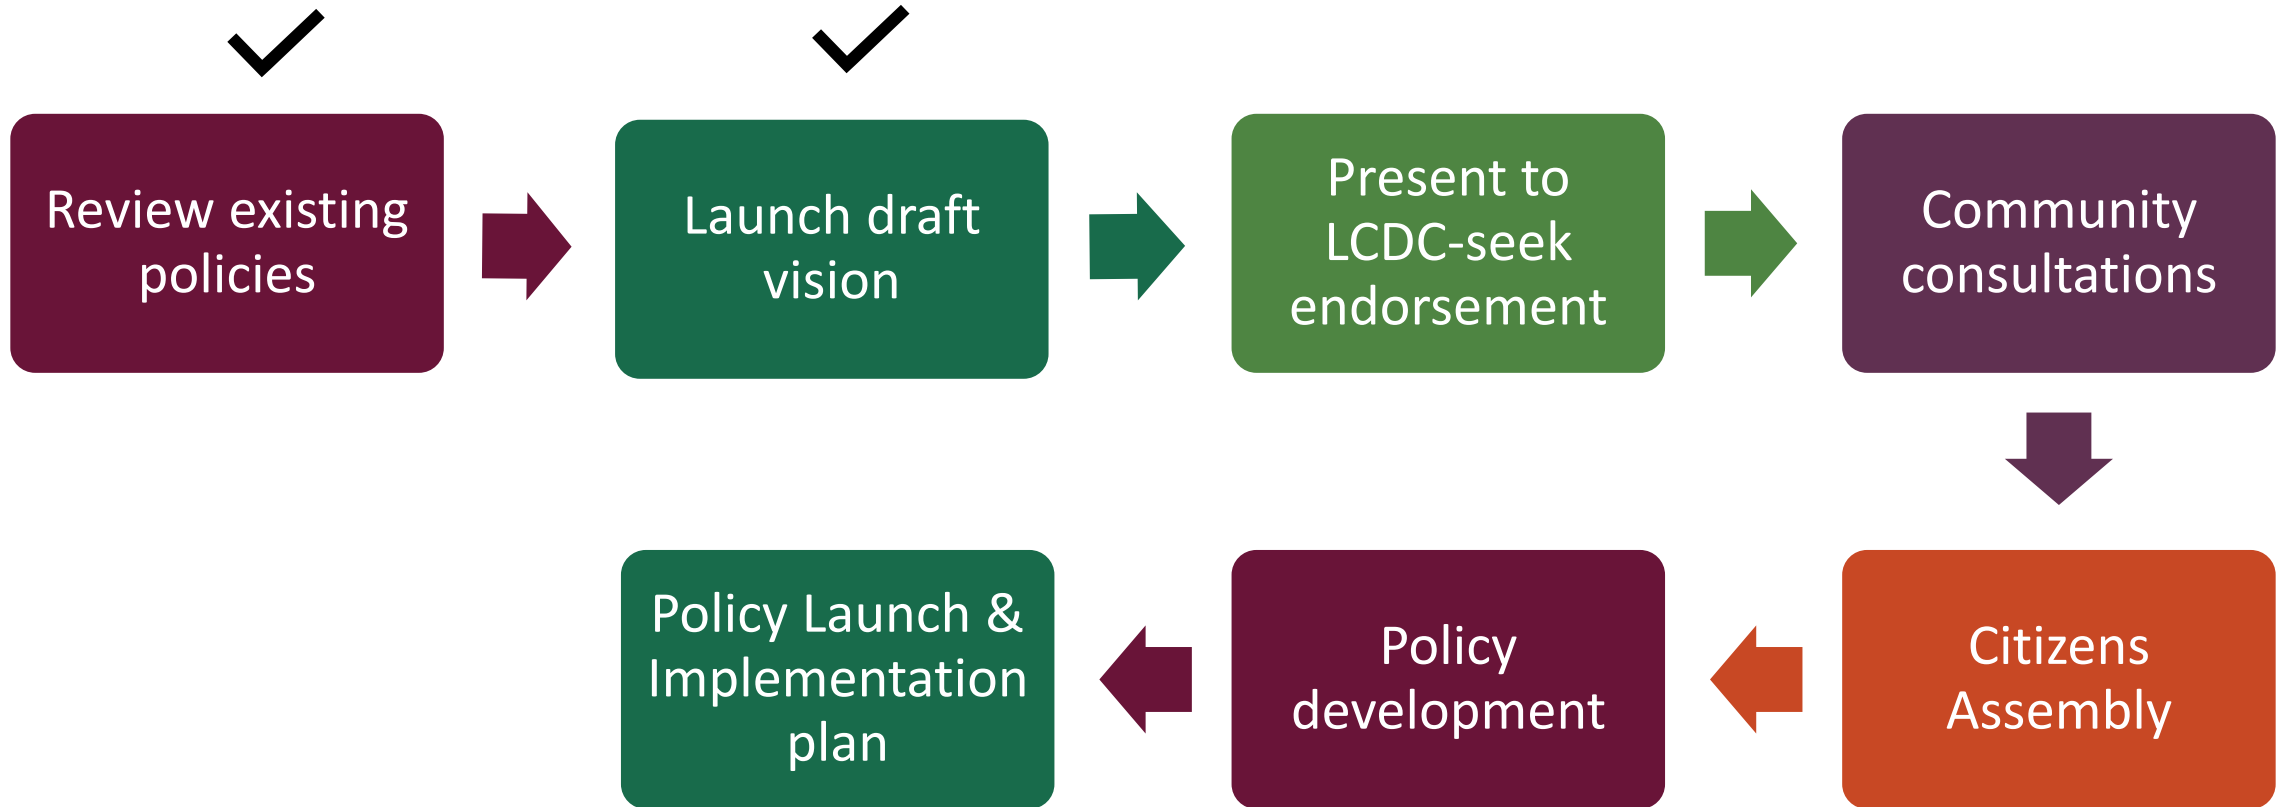 Review existing
policies
Launch draft
vision
Present to
LCDC-seek
endorsement
Community
consultations
Citizens
Assembly
Policy
development
Policy Launch &
Implementation
plan